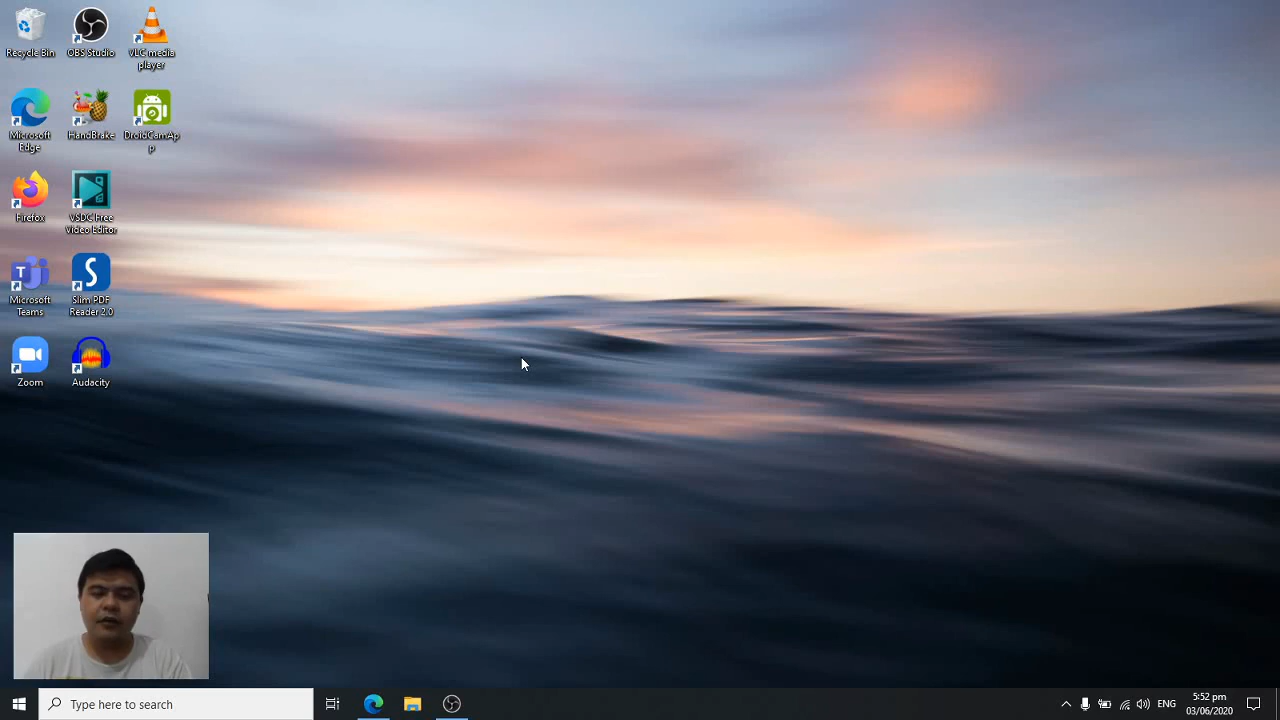 Recycle Bin
OBS Studio
VLC media
player
Microsoft
Edge
HandBrake
DroidCamAp
p
Firefox
VSDC Free
Video Editor
Microsoft
Teams
Slim PDF
Reader 2.0
Zoom
Audacity
Type here to search
ENG
5:52 pm
03/06/2020